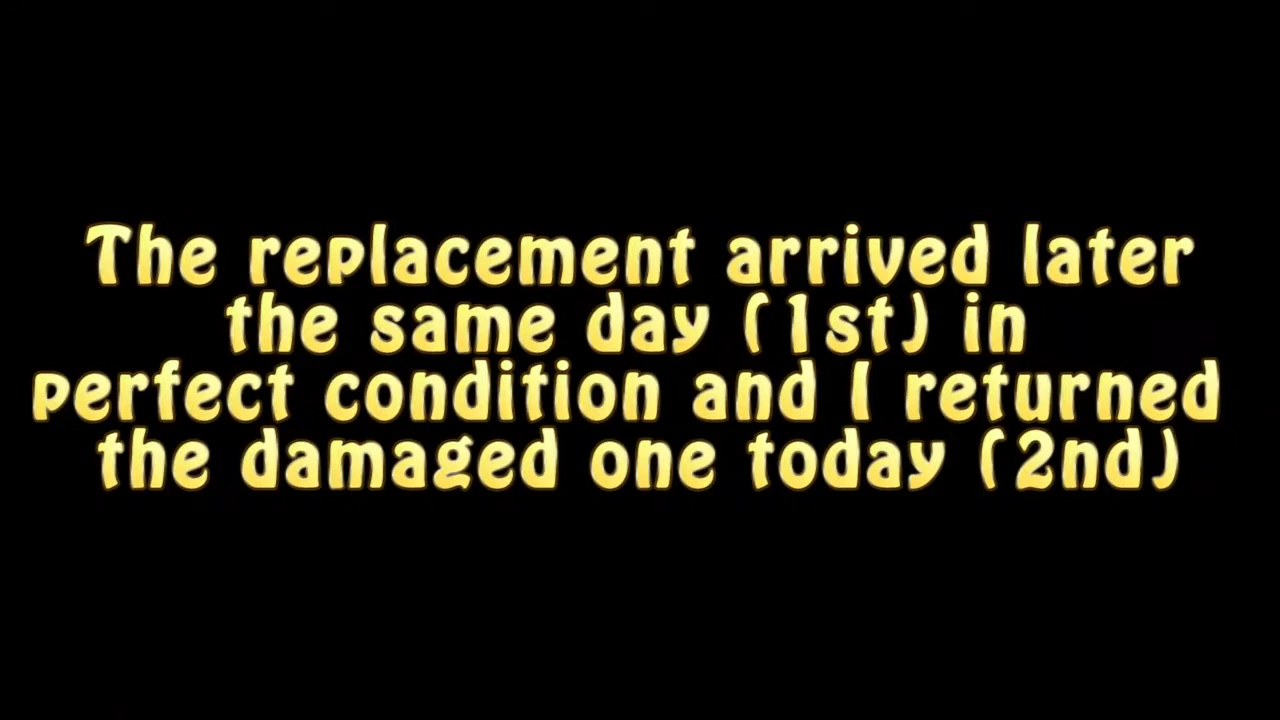 The replacement arrived later
the same day (1st) in
perfect condition and I returned
the damaged one today (2nd)